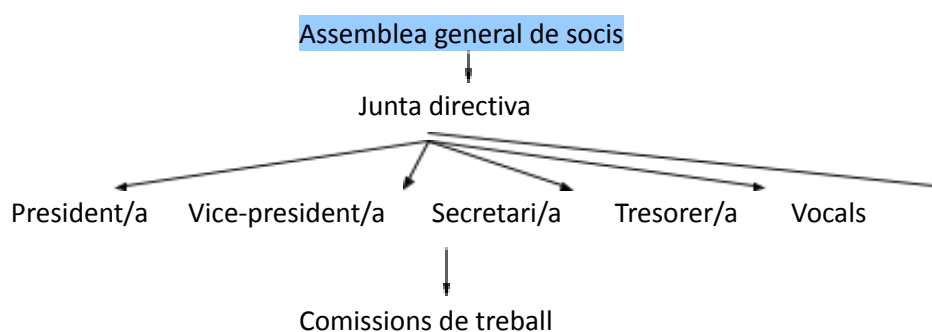 Assemblea general de socis
Junta directiva
President/a Vice-president/a Secretari/a Tresorer/a Vocals
Comissions de treball